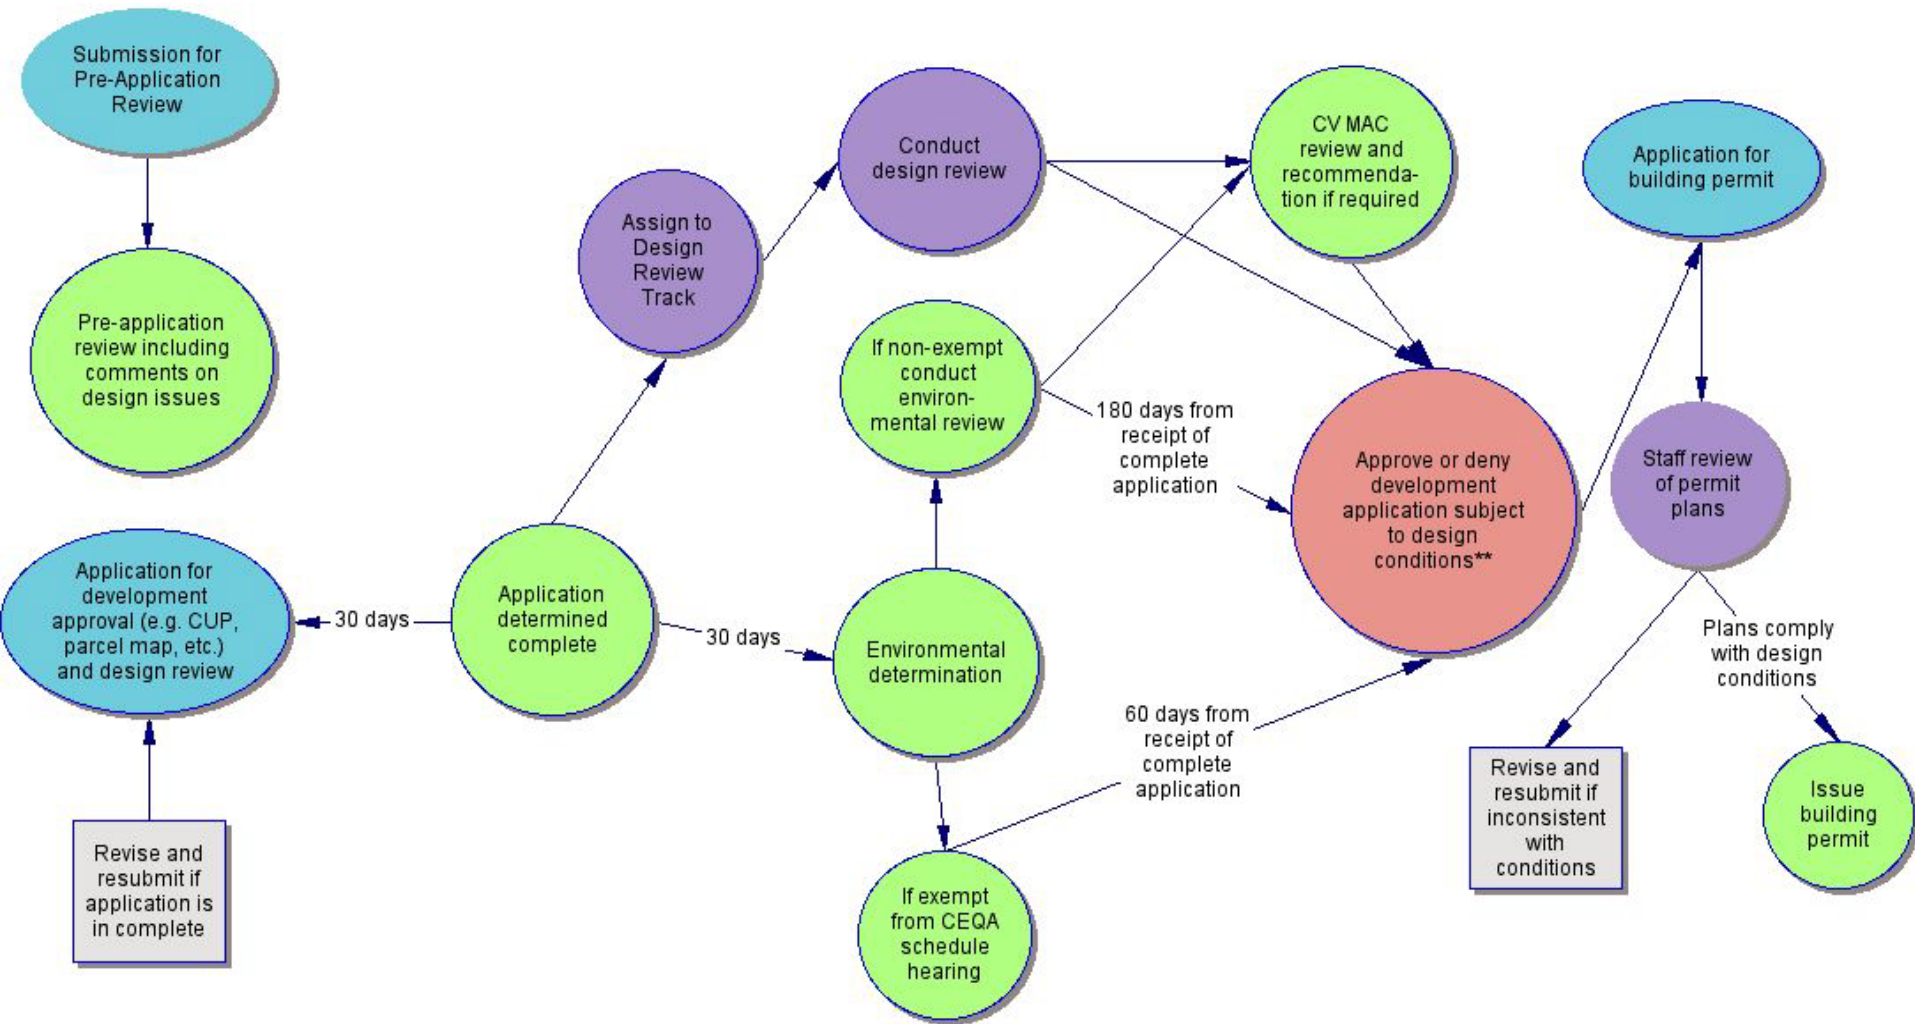 Submission for
Pre-Application
Review
Pre-application
review including
comments on
design issues
Application for
development
approval (e.g. CUP,
parcel map, etc.)
and design review
Revise and
resubmit if
application is
in complete
30 days
Application
determined
complete
30 days
Assign to
Design
Review
Track
Conduct
design review
If non-exempt
conduct
environ-
mental review
Environmental
determination
If exempt
from CEQA
schedule
hearing
CV MAC
review and
recommenda-
tion if required
180 days from
receipt of
complete
application
60 days from
receipt of
complete
application
Approve or deny
development
application subject
to design
conditions**
Application for
building permit
Staff review
of permit
plans
Plans comply
with design
conditions
Revise and
resubmit if
inconsistent
with
conditions
Issue
building
permit